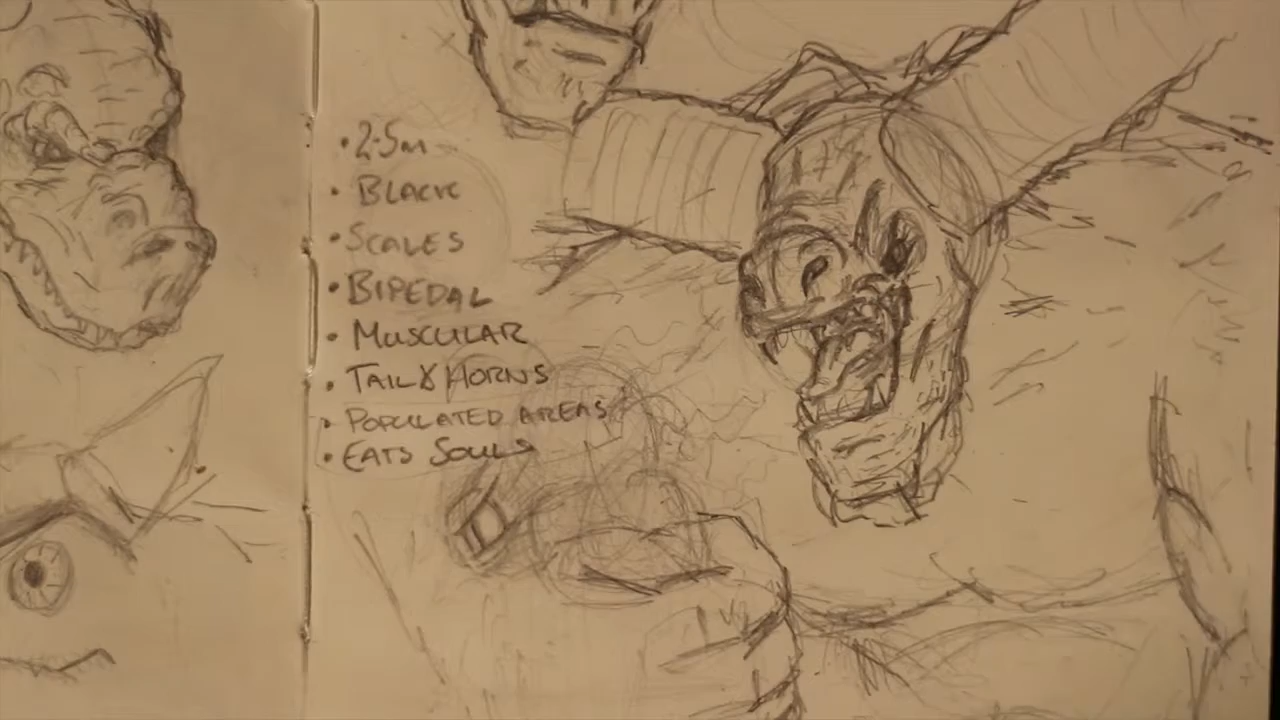 • 2.5m
• BLACK
• SCALES
• BIPEDAL
• MUSCULAR
• TAIL & HORNS
• POPULATED AREAS
• EATS SOULS